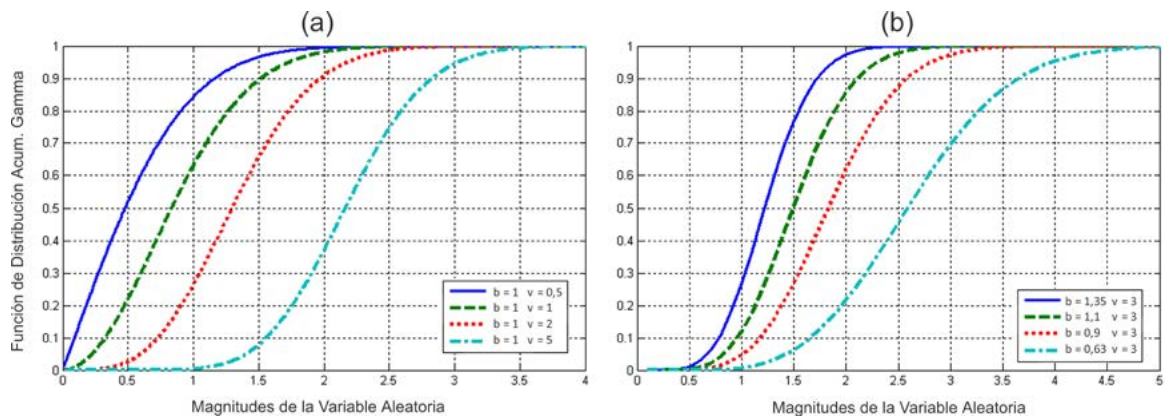 (a)
(b)
Función de Distribución Acum. Gamma
1
0.9
0.8
0.7
0.6
0.5
0.4
0.3
0.2
0.1
0
0 0.5 1 1.5 2 2.5 3 3.5 4
Magnitudes de la Variable Aleatoria
b = 1 v = 0,5
b = 1 v = 1
b = 1 v = 2
b = 1 v = 5
1
0.9
0.8
0.7
0.6
0.5
0.4
0.3
0.2
0.1
0
0 0.5 1 1.5 2 2.5 3 3.5 4 4.5 5
Magnitudes de la Variable Aleatoria
b = 1,35 v = 3
b = 1,1 v = 3
b = 0,9 v = 3
b = 0,63 v = 3